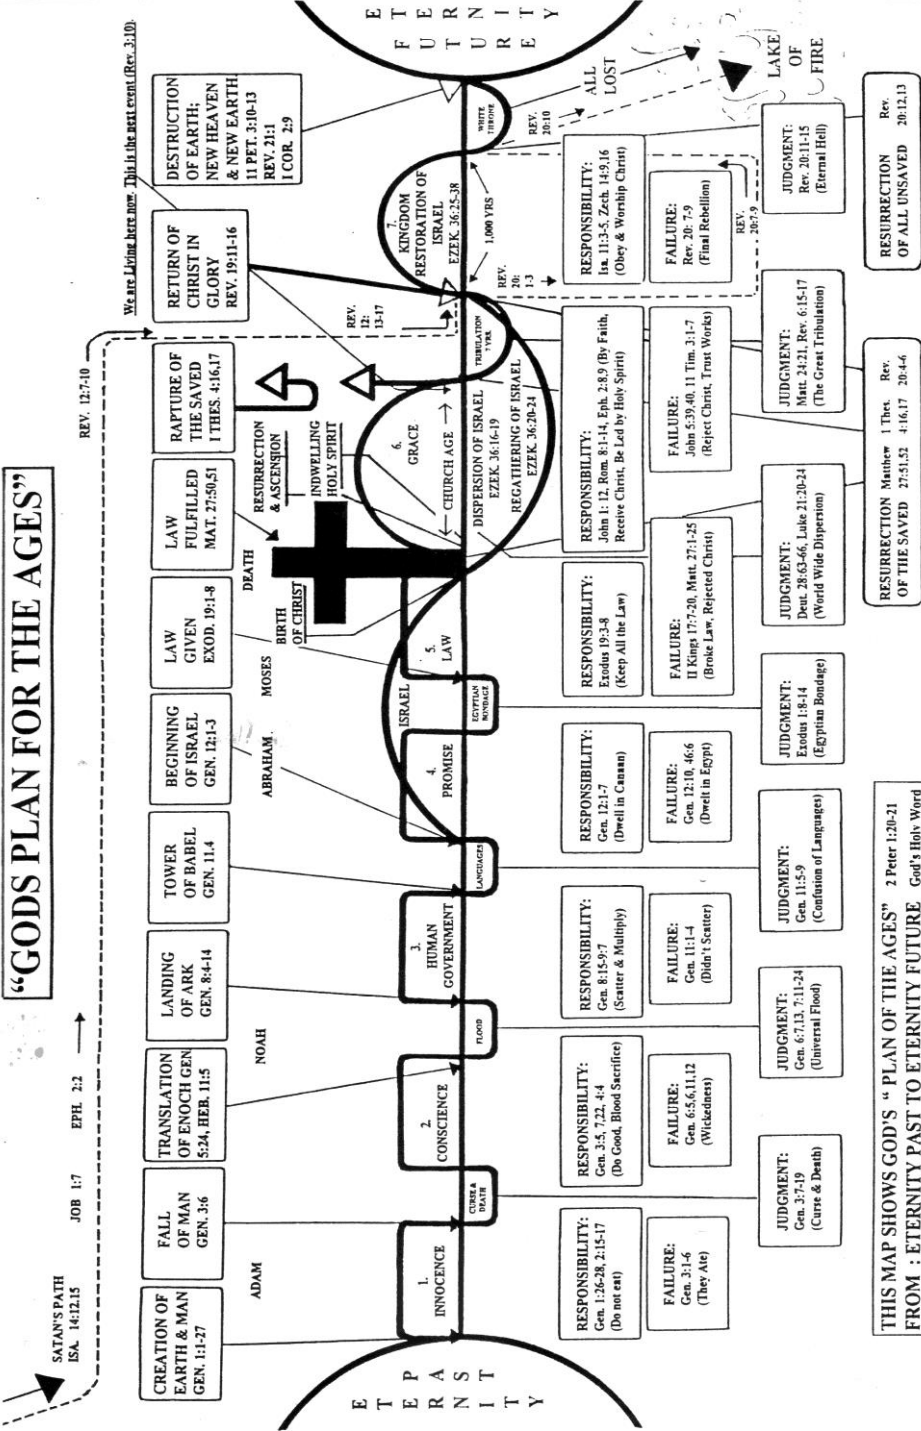 “GODS PLAN FOR THE AGES”
SATAN'S PATH
ISA. 14:12.15
JOB 1:7
EPH. 2:2
REV. 12:7-10
We are Living here now. This is the next event (Rev. 3:10).
CREATION OF
EARTH & MAN
GEN. 1:1-27
FALL
OF MAN
GEN. 3:6
TRANSLATION
OF ENOCH GEN.
5:24, HEB. 11:5
LANDING
OF ARK
GEN. 8:4-14
TOWER
OF BABEL
GEN. 11.4
BEGINNING
OF ISRAEL
GEN. 12:1-3
LAW
GIVEN
EXOD. 19:1-8
LAW
FULFILLED
MAT. 27:50,51
RAPTURE OF
THE SAVED
I THES. 4:16,17
RETURN OF
CHRIST IN
GLORY
REV. 19:11-16
DESTRUCTION
OF EARTH;
NEW HEAVEN
& NEW EARTH.
11 PET. 3:10-13
REV. 21:1
I COR. 2:9
ADAM
NOAH
ABRAHAM
MOSES
DEATH
BIRTH
OF CHRIST
RESURRECTION
& ASCENSION
INDWELLING
HOLY SPIRIT
REV.
12:
13-17
ETERNITY
PAST
1.
INNOCENCE
CURSE &
DEATH
2.
CONSCIENCE
FLOOD
3.
HUMAN
GOVERNMENT
LANGUAGES
4.
PROMISE
ISRAEL
EGYPTIAN
BONDAGE
5.
LAW
6.
GRACE
CHURCH AGE
DISPERSION OF ISRAEL
EZEK. 36:16-19
REGATHERING OF ISRAEL
EZEK. 36:20-24
TRIBULATION
7 YRS.
7.
KINGDOM
RESTORATION OF
ISRAEL
EZEK. 36:25-38
1,000 YRS
REV.
20:
1-3
WHITE
THRONE
REV.
20:10
ALL
LOST
LAKE
OF
FIRE
ETERNITY
FUTURE
RESPONSIBILITY:
Gen. 1:26-28, 2:15-17
(Do not eat)
FAILURE:
Gen. 3:1-6
(They Ate)
JUDGMENT:
Gen. 3:7-19
(Curse & Death)
RESPONSIBILITY:
Gen. 3:5, 7,22, 4:4
(Do Good, Blood Sacrifice)
FAILURE:
Gen. 6:5,6,11,12
(Wickedness)
JUDGMENT:
Gen. 6:7,13, 7:11-24
(Universal Flood)
RESPONSIBILITY:
Gen. 8:15-9:7
(Scatter & Multiply)
FAILURE:
Gen. 11:1-4
(Didn't Scatter)
JUDGMENT:
Gen. 11:5-9
(Confusion of Languages)
RESPONSIBILITY:
Gen. 12:1-7
(Dwell in Canaan)
FAILURE:
Gen. 12:10, 46:6
(Dwelt in Egypt)
JUDGMENT:
Exodus 1:8-14
(Egyptian Bondage)
RESPONSIBILITY:
Exodus 19:3-8
(Keep All the Law)
FAILURE:
II Kings 17:7-20, Matt. 27:1-25
(Broke Law, Rejected Christ)
JUDGMENT:
Deut. 28:63-66, Luke 21:20-24
(World Wide Dispersion)
RESPONSIBILITY:
John 1: 12, Rom. 8:1-14, Eph. 2:8,9 (By Faith,
Receive Christ, Be Led by Holy Spirit)
FAILURE:
John 5:39,40, 11 Tim. 3:1-7
(Reject Christ, Trust Works)
JUDGMENT:
Matt. 24:21, Rev. 6:15-17
(The Great Tribulation)
RESPONSIBILITY:
Isa. 11:3-5, Zech. 14:9,16
(Obey & Worship Christ)
FAILURE:
Rev. 20: 7-9
(Final Rebellion)
REV.
20:7-9
JUDGMENT:
Rev. 20:11-15
(Eternal Hell)
RESURRECTION Matthew 1 Thes. Rev.
OF THE SAVED 27:51,52 4:16,17 20:4-6
RESURRECTION Rev.
OF ALL UNSAVED 20:12,13
THIS MAP SHOWS GOD'S “ PLAN OF THE AGES” 2 Peter 1:20-21
FROM : ETERNITY PAST TO ETERNITY FUTURE God's Holy Word